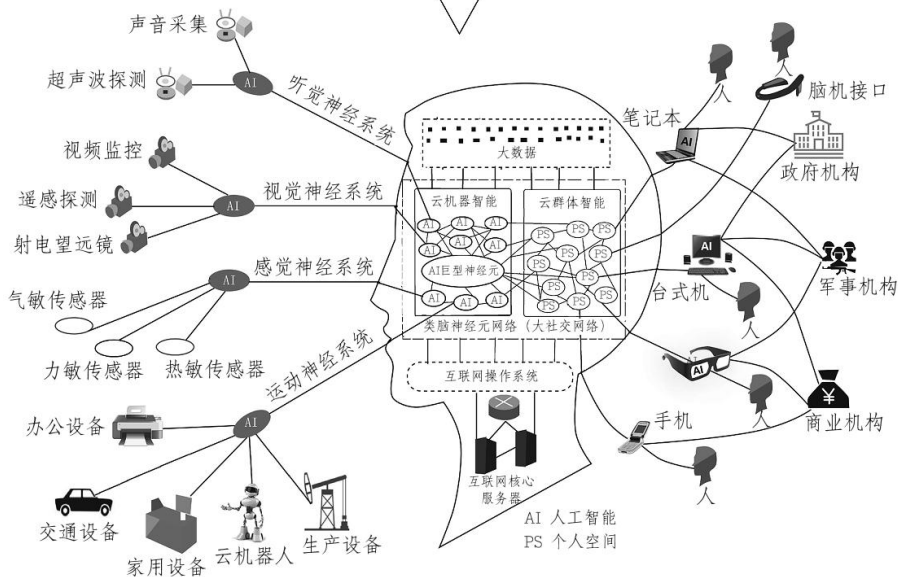 声音采集
AI
超声波探测
听觉神经系统
视频监控
遥感探测
AI
视觉神经系统
射电望远镜
AI
感觉神经系统
气敏传感器
力敏传感器
热敏传感器
运动神经系统
办公设备
AI
交通设备
家用设备
云机器人
生产设备
大数据
云机器智能
AI
AI
AI
AI
AI
AI
AI巨型神经元
AI
AI
AI
云群体智能
PS
PS
PS
PS
PS
PS
PS
PS
PS
PS
PS
类脑神经元网络
(大社交网络)
互联网操作系统
互联网核心
服务器
AI 人工智能
PS 个人空间
笔记本
AI
人
人
脑机接口
政府机构
AI
台式机
人
军事机构
AI
AI
人
¥
商业机构
手机
人